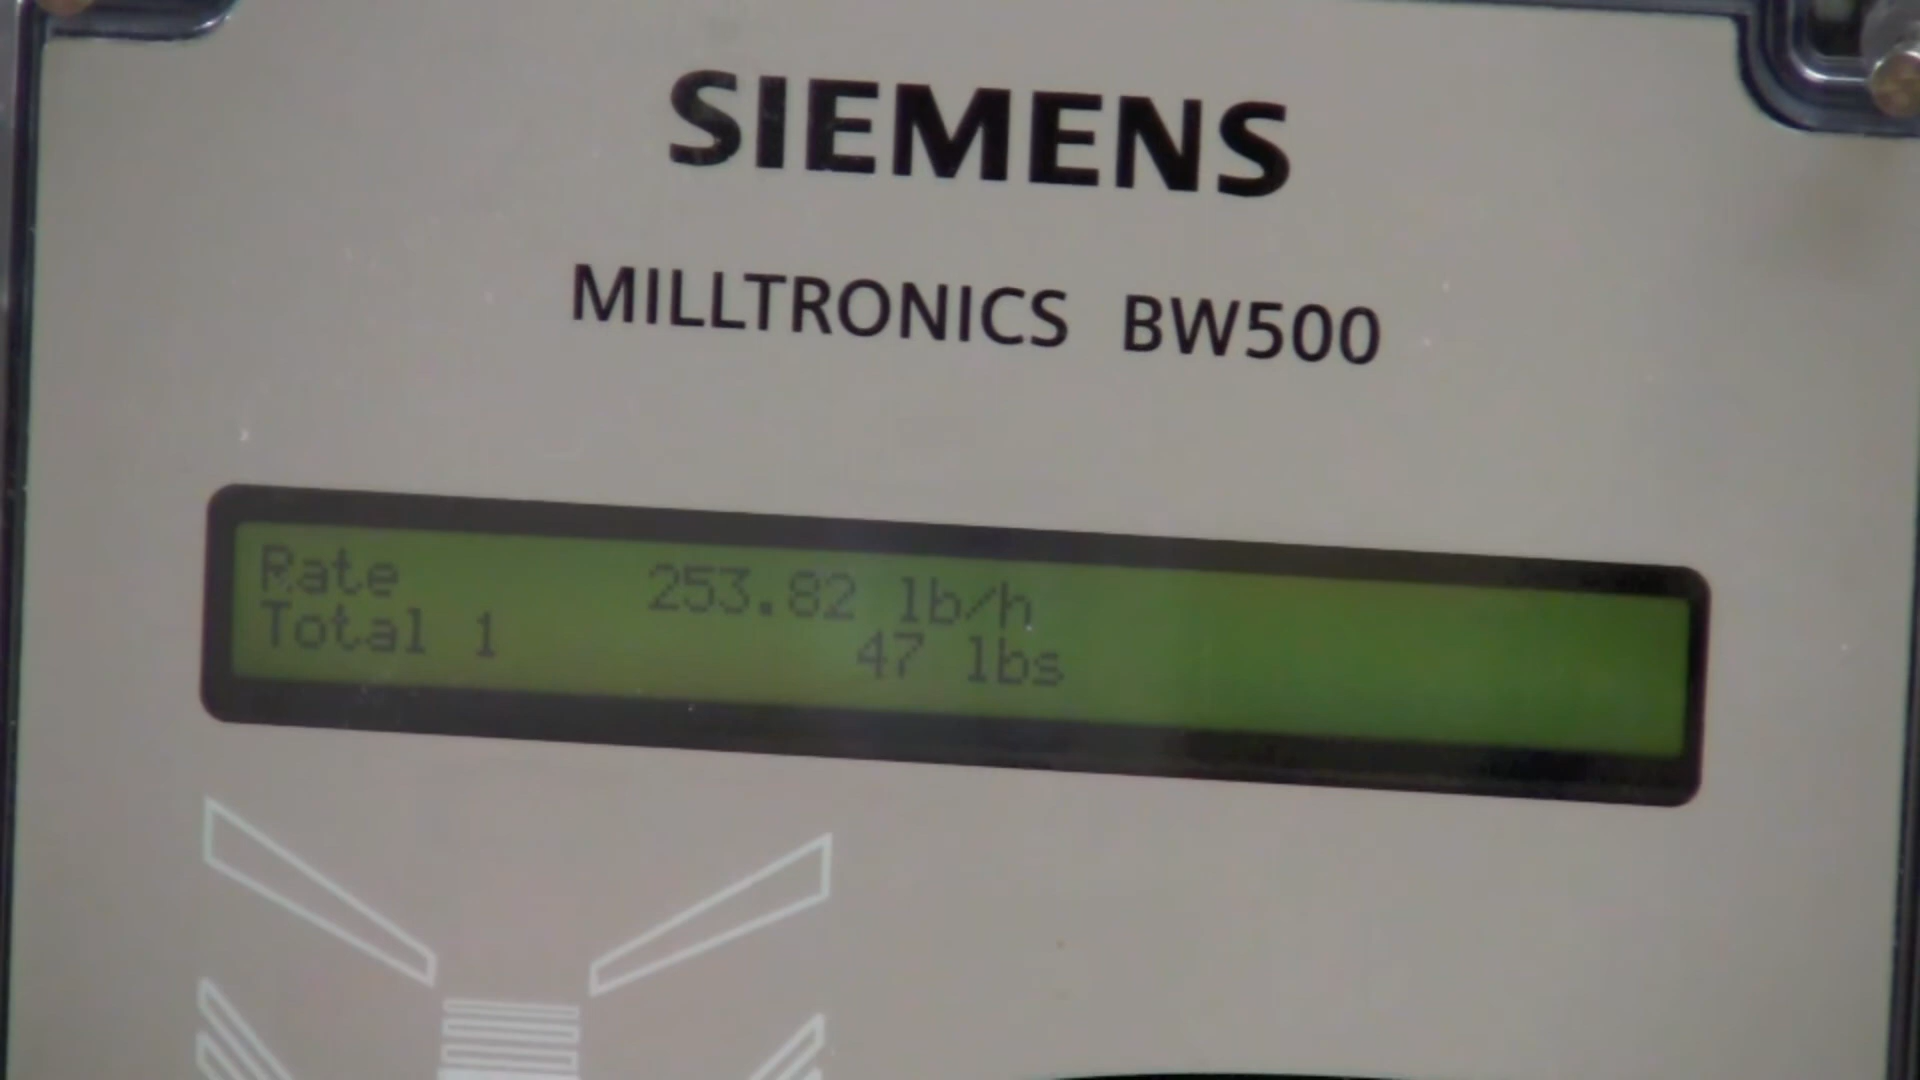 SIEMENS
MILLTRONICS BW500
Rate 253.82 lb/h
Total 1 47 lbs